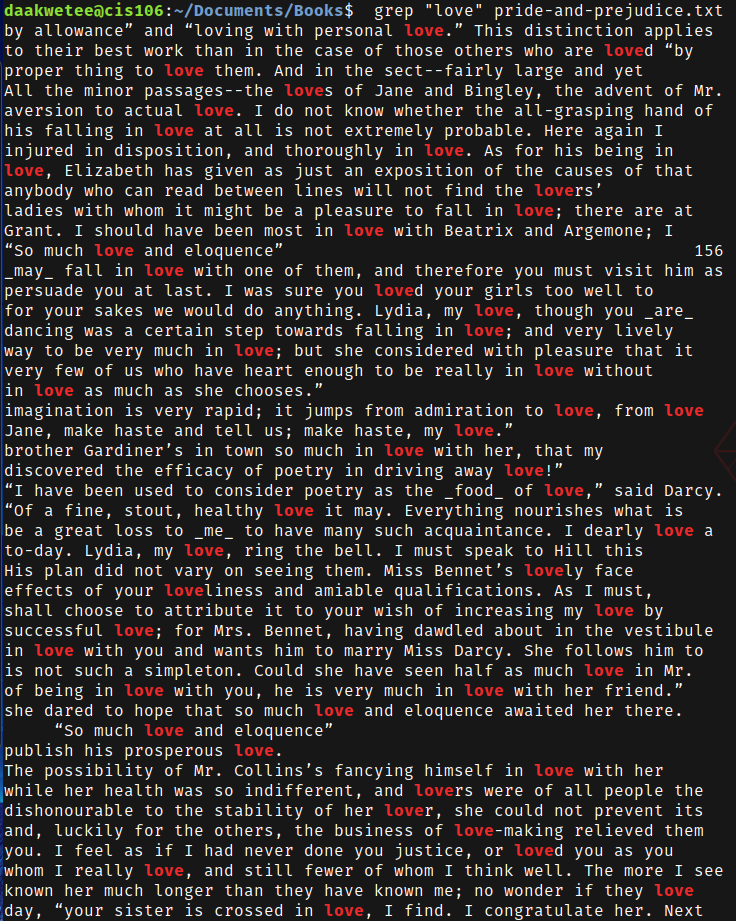 daakwetee@cis106:~/Documents/Books$  grep "love" pride-and-prejudice.txt
by allowance” and “loving with personal love.” This distinction applies
to their best work than in the case of those others who are loved “by
proper thing to love them. And in the sect--fairly large and yet
All the minor passages--the loves of Jane and Bingley, the advent of Mr.
aversion to actual love. I do not know whether the all-grasping hand of
his falling in love at all is not extremely probable. Here again I
injured in disposition, and thoroughly in love. As for his being in
love, Elizabeth has given as just an exposition of the causes of that
anybody who can read between lines will not find the lovers’
ladies with whom it might be a pleasure to fall in love; there are at
Grant. I should have been most in love with Beatrix and Argemone; I
“So much love and eloquence” 156
_may_ fall in love with one of them, and therefore you must visit him as
persuade you at last. I was sure you loved your girls too well to
for your sakes we would do anything. Lydia, my love, though you _are_
dancing was a certain step towards falling in love; and very lively
way to be very much in love; but she considered with pleasure that it
very few of us who have heart enough to be really in love without
in love as much as she chooses.”
imagination is very rapid; it jumps from admiration to love, from love
Jane, make haste and tell us; make haste, my love.”
brother Gardiner’s in town so much in love with her, that my
discovered the efficacy of poetry in driving away love!”
“I have been used to consider poetry as the _food_ of love,” said Darcy.
“Of a fine, stout, healthy love it may. Everything nourishes what is
be a great loss to _me_ to have many such acquaintance. I dearly love a
to-day. Lydia, my love, ring the bell. I must speak to Hill this
His plan did not vary on seeing them. Miss Bennet’s lovely face
effects of your loveliness and amiable qualifications. As I must,
shall choose to attribute it to your wish of increasing my love by
successful love; for Mrs. Bennet, having dawdled about in the vestibule
in love with you and wants him to marry Miss Darcy. She follows him to
is not such a simpleton. Could she have seen half as much love in Mr.
of being in love with you, he is very much in love with her friend.”
she dared to hope that so much love and eloquence awaited her there.
“So much love and eloquence”
publish his prosperous love.
The possibility of Mr. Collins’s fancying himself in love with her
while her health was so indifferent, and lovers were of all people the
dishonourable to the stability of her lover, she could not prevent its
and, luckily for the others, the business of love-making relieved them
you. I feel as if I had never done you justice, or loved you as you
whom I really love, and still fewer of whom I think well. The more I see
known her much longer than they have known me; no wonder if they love
day, “your sister is crossed in love, I find. I congratulate her. Next